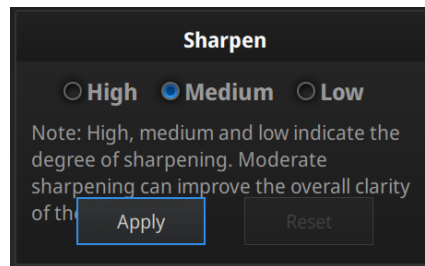 Sharpen
High Medium Low
Note: High, medium and low indicate the
degree of sharpening. Moderate
sharpening can improve the overall clarity
of
Apply Reset